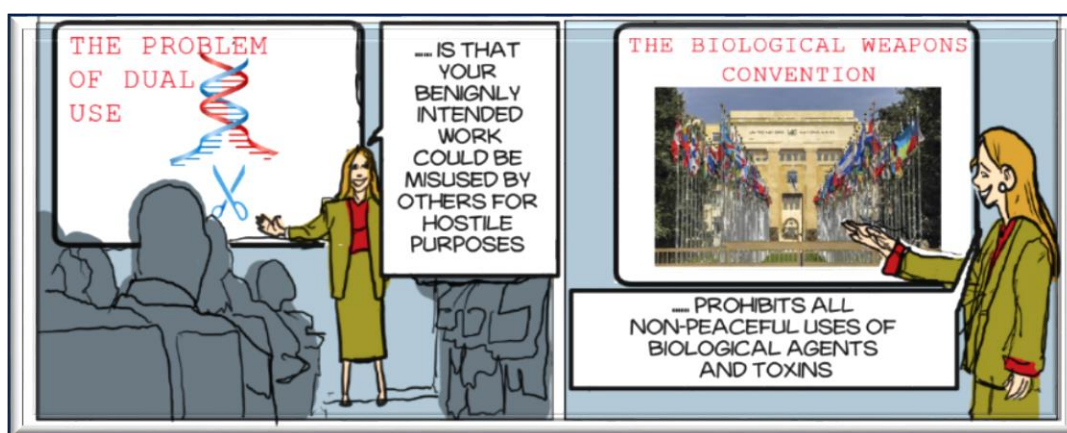 THE PROBLEM
OF DUAL
USE
...... IS THAT
YOUR
BENIGNLY
INTENDED
WORK
COULD BE
MISUSED BY
OTHERS FOR
HOSTILE
PURPOSES
THE BIOLOGICAL WEAPONS
CONVENTION
...... PROHIBITS ALL
NON-PEACEFUL USES OF
BIOLOGICAL AGENTS
AND TOXINS